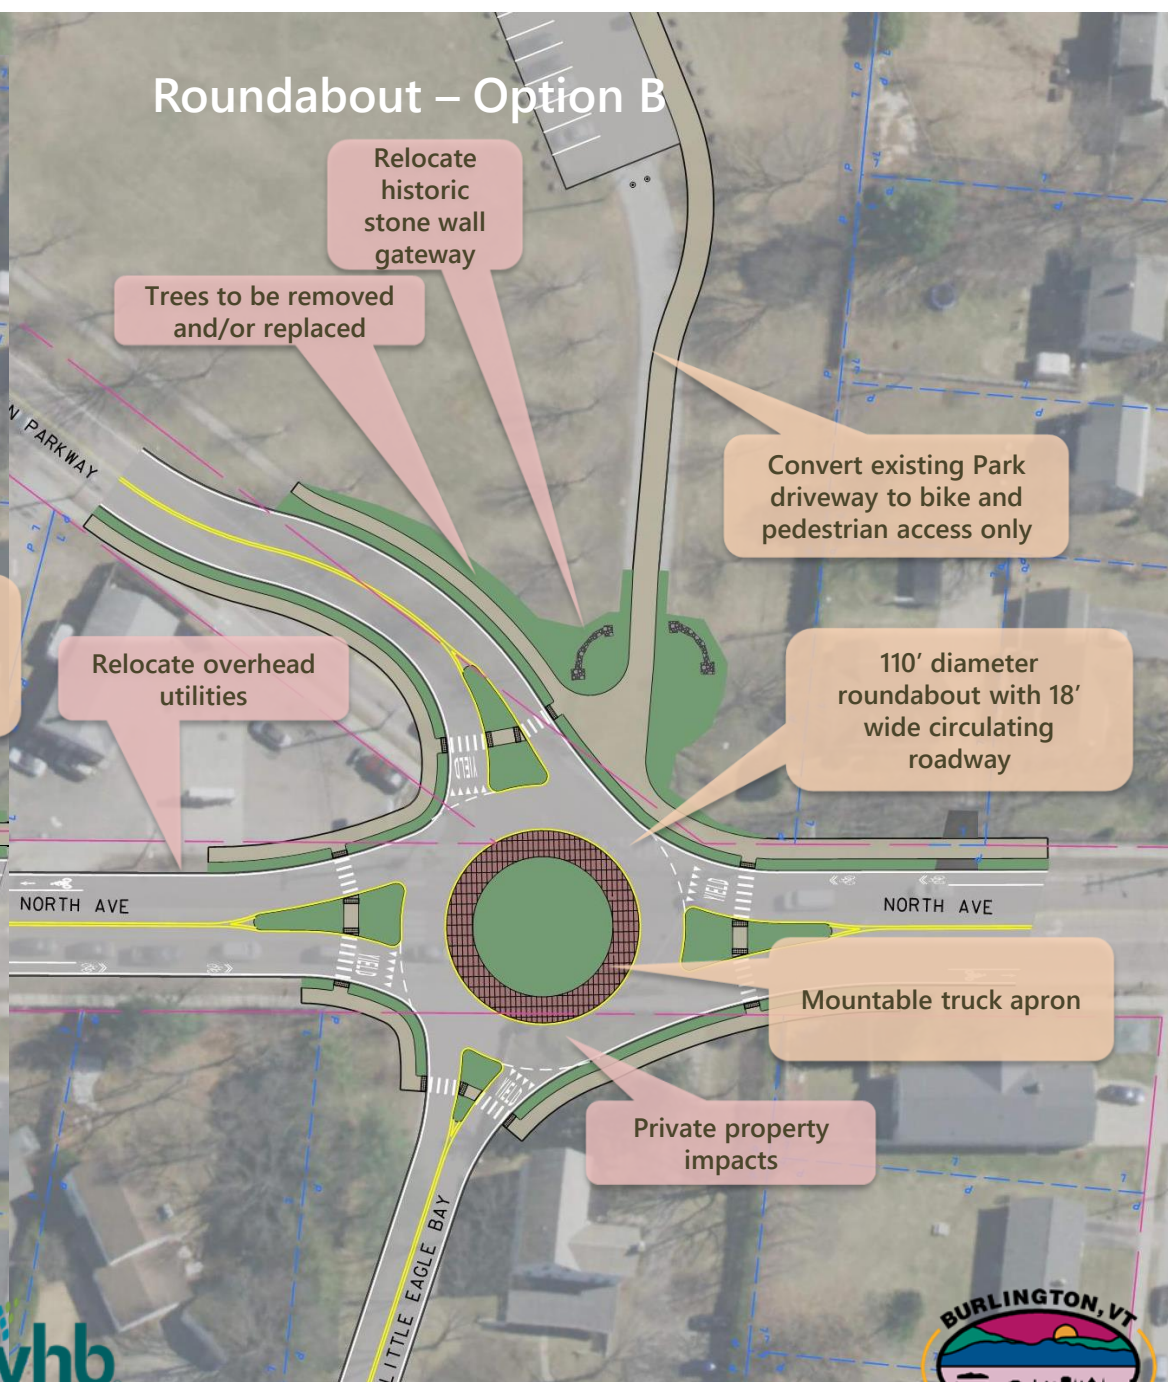 Roundabout – Option B
Relocate
historic
stone wall
gateway
Trees to be removed
and/or replaced
N PARKWAY
Convert existing Park
driveway to bike and
pedestrian access only
Relocate overhead
utilities
110’ diameter
roundabout with 18’
wide circulating
roadway
YIELD
YIELD
NORTH AVE
NORTH AVE
YIELD
Mountable truck apron
YIELD
Private property
impacts
LITTLE EAGLE BAY
BURLINGTON, VT
vhb